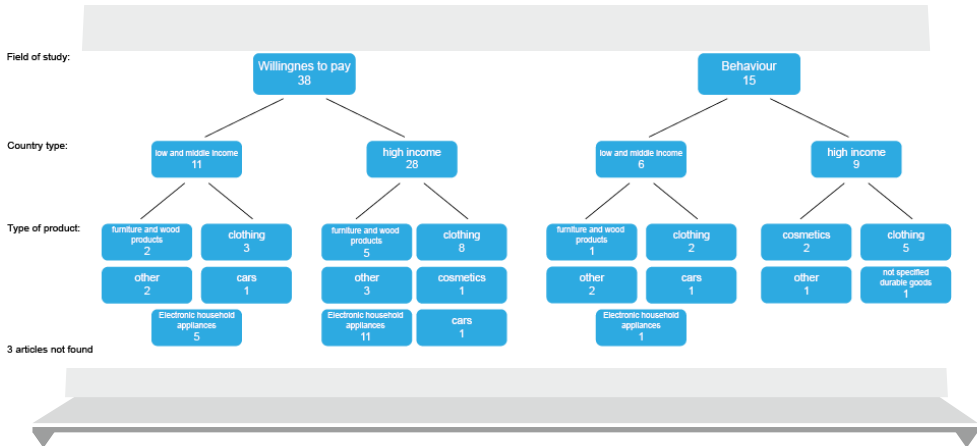 Field of study:
Willingnes to pay
38
Behaviour
15
Country type:
low and middle income
11
high income
28
low and middle income
6
high income
9
Type of product:
furniture and wood
products
2
clothing
3
furniture and wood
products
5
clothing
8
furniture and wood
products
1
clothing
2
cosmetics
2
clothing
5
other
2
cars
1
other
3
cosmetics
1
other
2
cars
1
other
1
not specified
durable goods
1
Electronic household
appliances
5
Electronic household
appliances
11
cars
1
Electronic household
appliances
1
3 articles not found